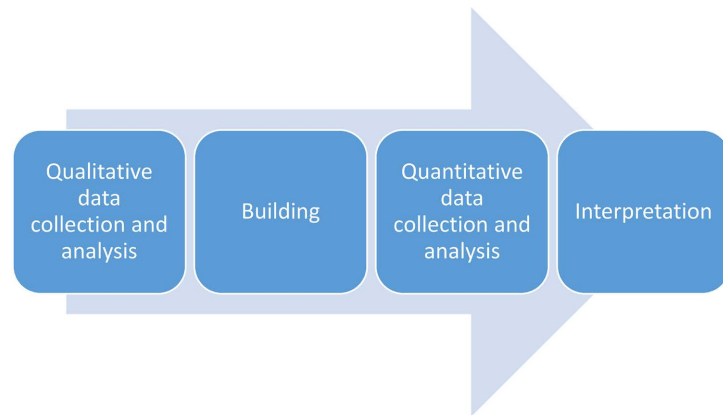 Qualitative
data
collection and
analysis
Building
Quantitative
data
collection and
analysis
Interpretation